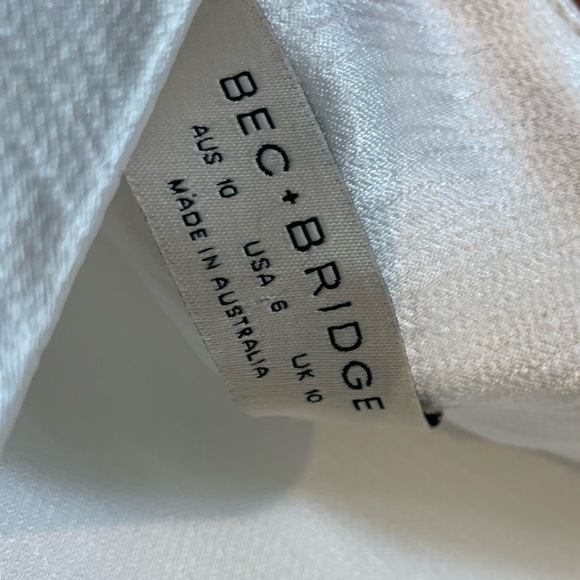 BEC+BRIDGE
AUS 10 USA 6 UK 10
MADE IN AUSTRALIA